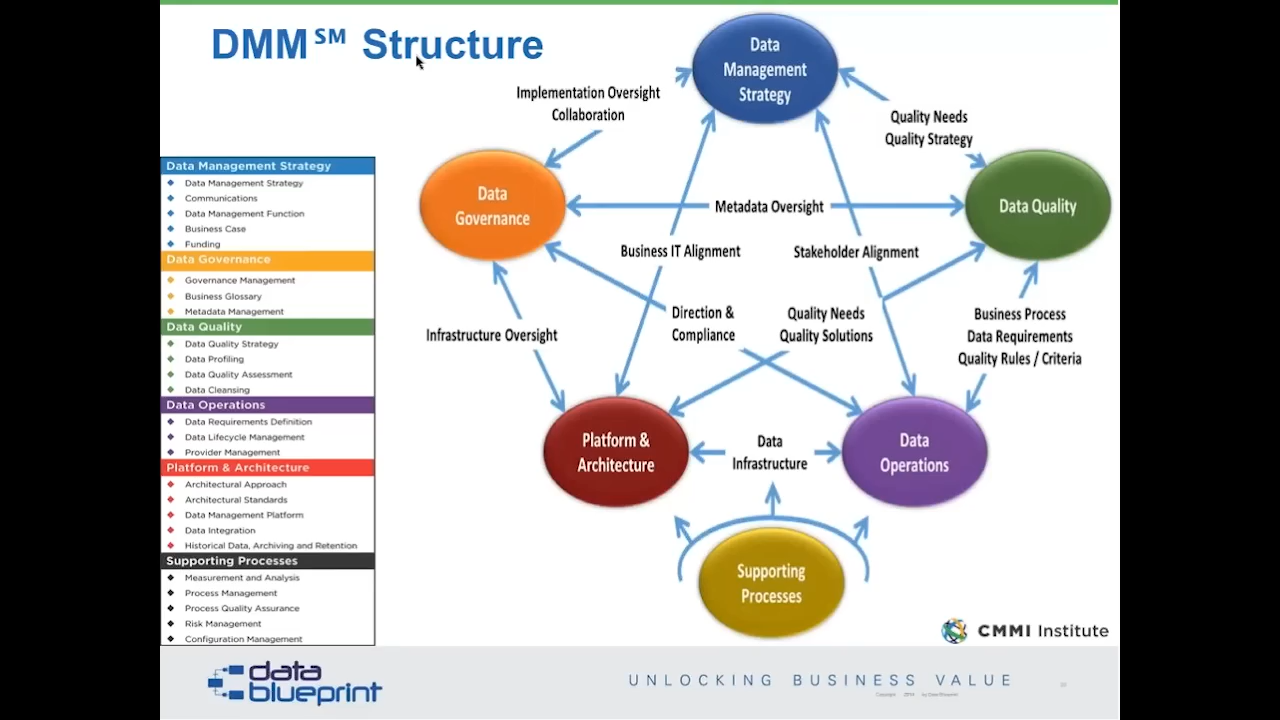 DMM℠ Structure
Data
Management
Strategy
Implementation Oversight
Collaboration
Quality Needs
Quality Strategy
Data
Governance
Metadata Oversight
Data Quality
Business IT Alignment
Stakeholder Alignment
Infrastructure Oversight
Direction &
Compliance
Quality Needs
Quality Solutions
Business Process
Data Requirements
Quality Rules / Criteria
Platform &
Architecture
Data
Infrastructure
Data
Operations
Supporting
Processes
Data Management Strategy
Data Management Strategy
Communications
Data Management Function
Business Case
Funding
Data Governance
Governance Management
Business Glossary
Metadata Management
Data Quality
Data Quality Strategy
Data Profiling
Data Quality Assessment
Data Cleansing
Data Operations
Data Requirements Definition
Data Lifecycle Management
Provider Management
Platform & Architecture
Architectural Approach
Architectural Standards
Data Management Platform
Data Integration
Historical Data, Archiving and Retention
Supporting Processes
Measurement and Analysis
Process Management
Process Quality Assurance
Risk Management
Configuration Management
CMMI Institute
data
blueprint
UNLOCKING BUSINESS VALUE